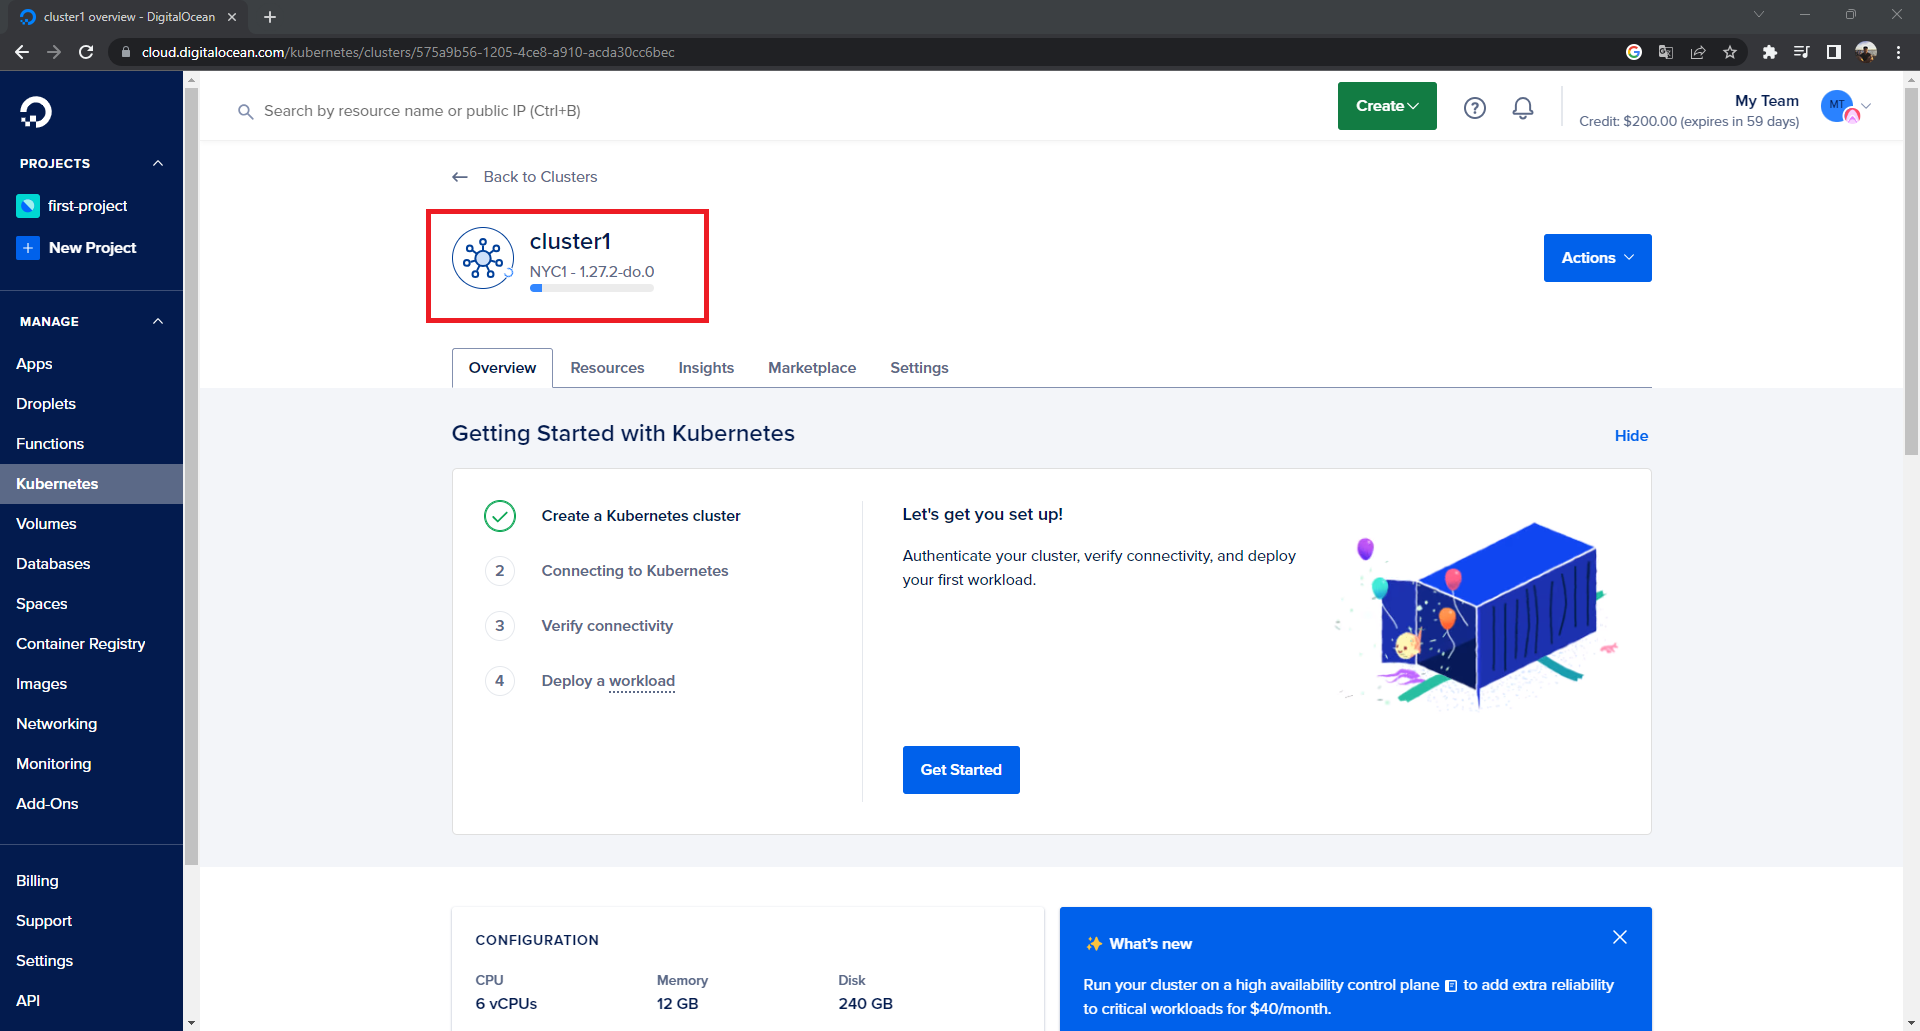 cluster1 overview - DigitalOcean
cloud.digitalocean.com/kubernetes/clusters/575a9b56-1205-4ce8-a910-acda30cc6bec
Search by resource name or public IP (Ctrl+B)
Create
?
My Team
Credit: $200.00 (expires in 59 days)
MT
PROJECTS
first-project
+ New Project
MANAGE
Apps
Droplets
Functions
Kubernetes
Volumes
Databases
Spaces
Container Registry
Images
Networking
Monitoring
Add-Ons
Billing
Support
Settings
API
← Back to Clusters
cluster1
NYC1 - 1.27.2-do.0
Actions
Overview Resources Insights Marketplace Settings
Getting Started with Kubernetes
Hide
Create a Kubernetes cluster
2 Connecting to Kubernetes
3 Verify connectivity
4 Deploy a workload
Let's get you set up!
Authenticate your cluster, verify connectivity, and deploy
your first workload.
Get Started
CONFIGURATION
CPU Memory Disk
6 vCPUs 12 GB 240 GB
✨ What's new
Run your cluster on a high availability control plane to add extra reliability
to critical workloads for $40/month.